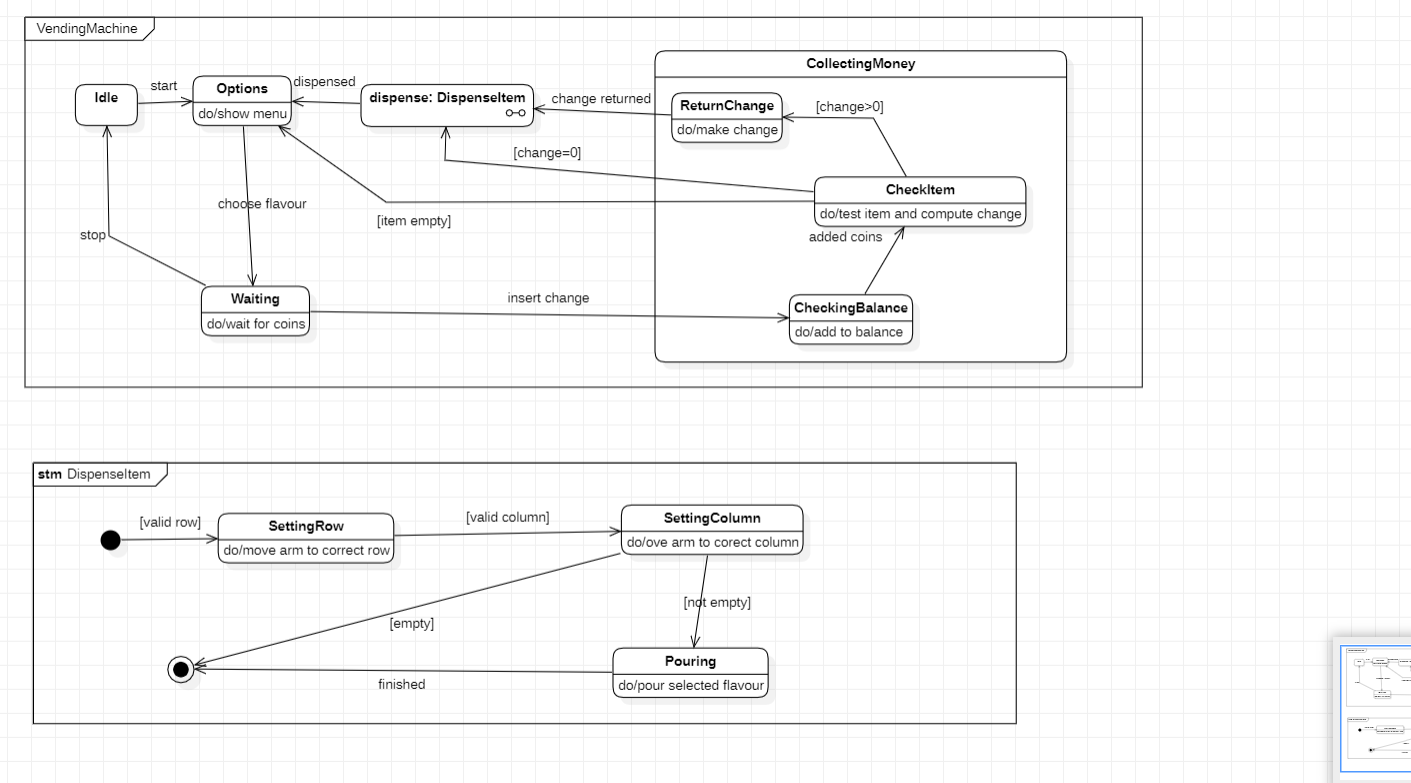 VendingMachine
CollectingMoney
Idle
start
Options
do/show menu
dispensed
dispense: DispenseItem
change returned
ReturnChange
do/make change
[change>0]
[change=0]
CheckItem
do/test item and compute change
choose flavour
[item empty]
stop
added coins
Waiting
do/wait for coins
insert change
CheckingBalance
do/add to balance
stm DispenseItem
[valid row]
SettingRow
do/move arm to correct row
[valid column]
SettingColumn
do/ove arm to corect column
[not empty]
[empty]
Pouring
do/pour selected flavour
finished